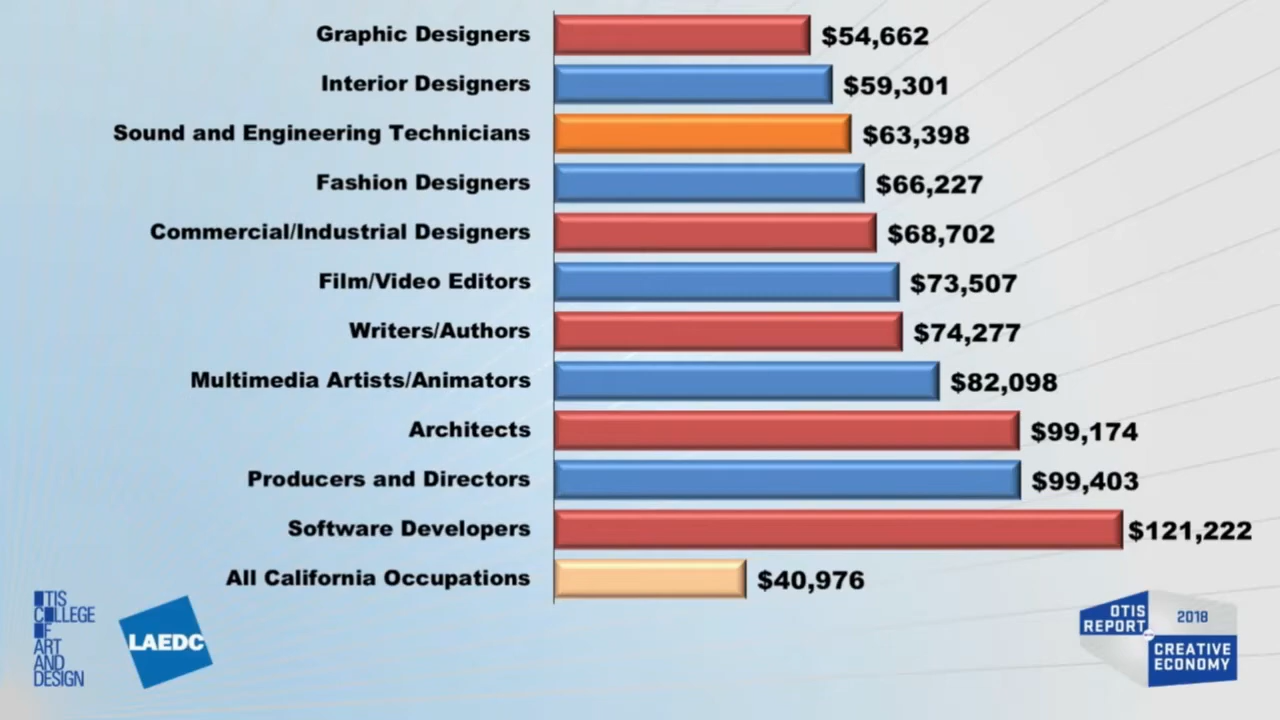 Graphic Designers $54,662
Interior Designers $59,301
Sound and Engineering Technicians $63,398
Fashion Designers $66,227
Commercial/Industrial Designers $68,702
Film/Video Editors $73,507
Writers/Authors $74,277
Multimedia Artists/Animators $82,098
Architects $99,174
Producers and Directors $99,403
Software Developers $121,222
All California Occupations $40,976
OTIS
COLLEGE
OF
ART
AND
DESIGN
LAEDC
OTIS
REPORT
2018
CREATIVE
ECONOMY